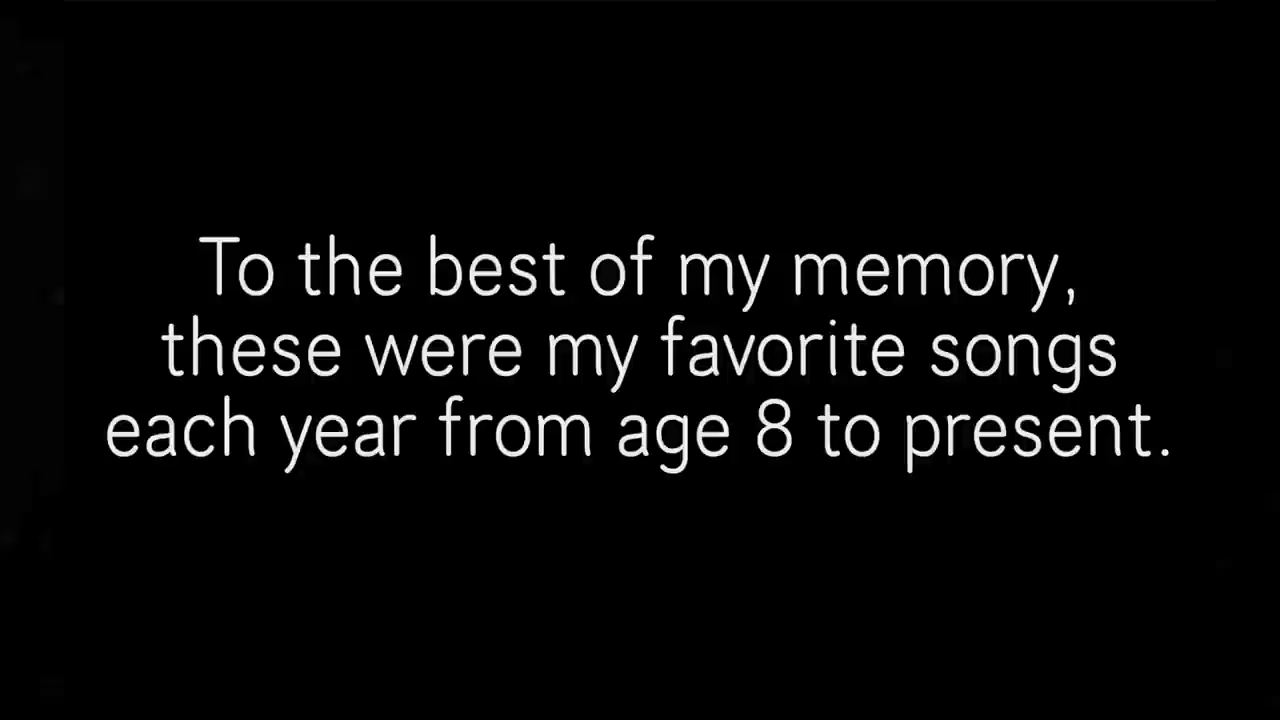 To the best of my memory,
these were my favorite songs
each year from age 8 to present.